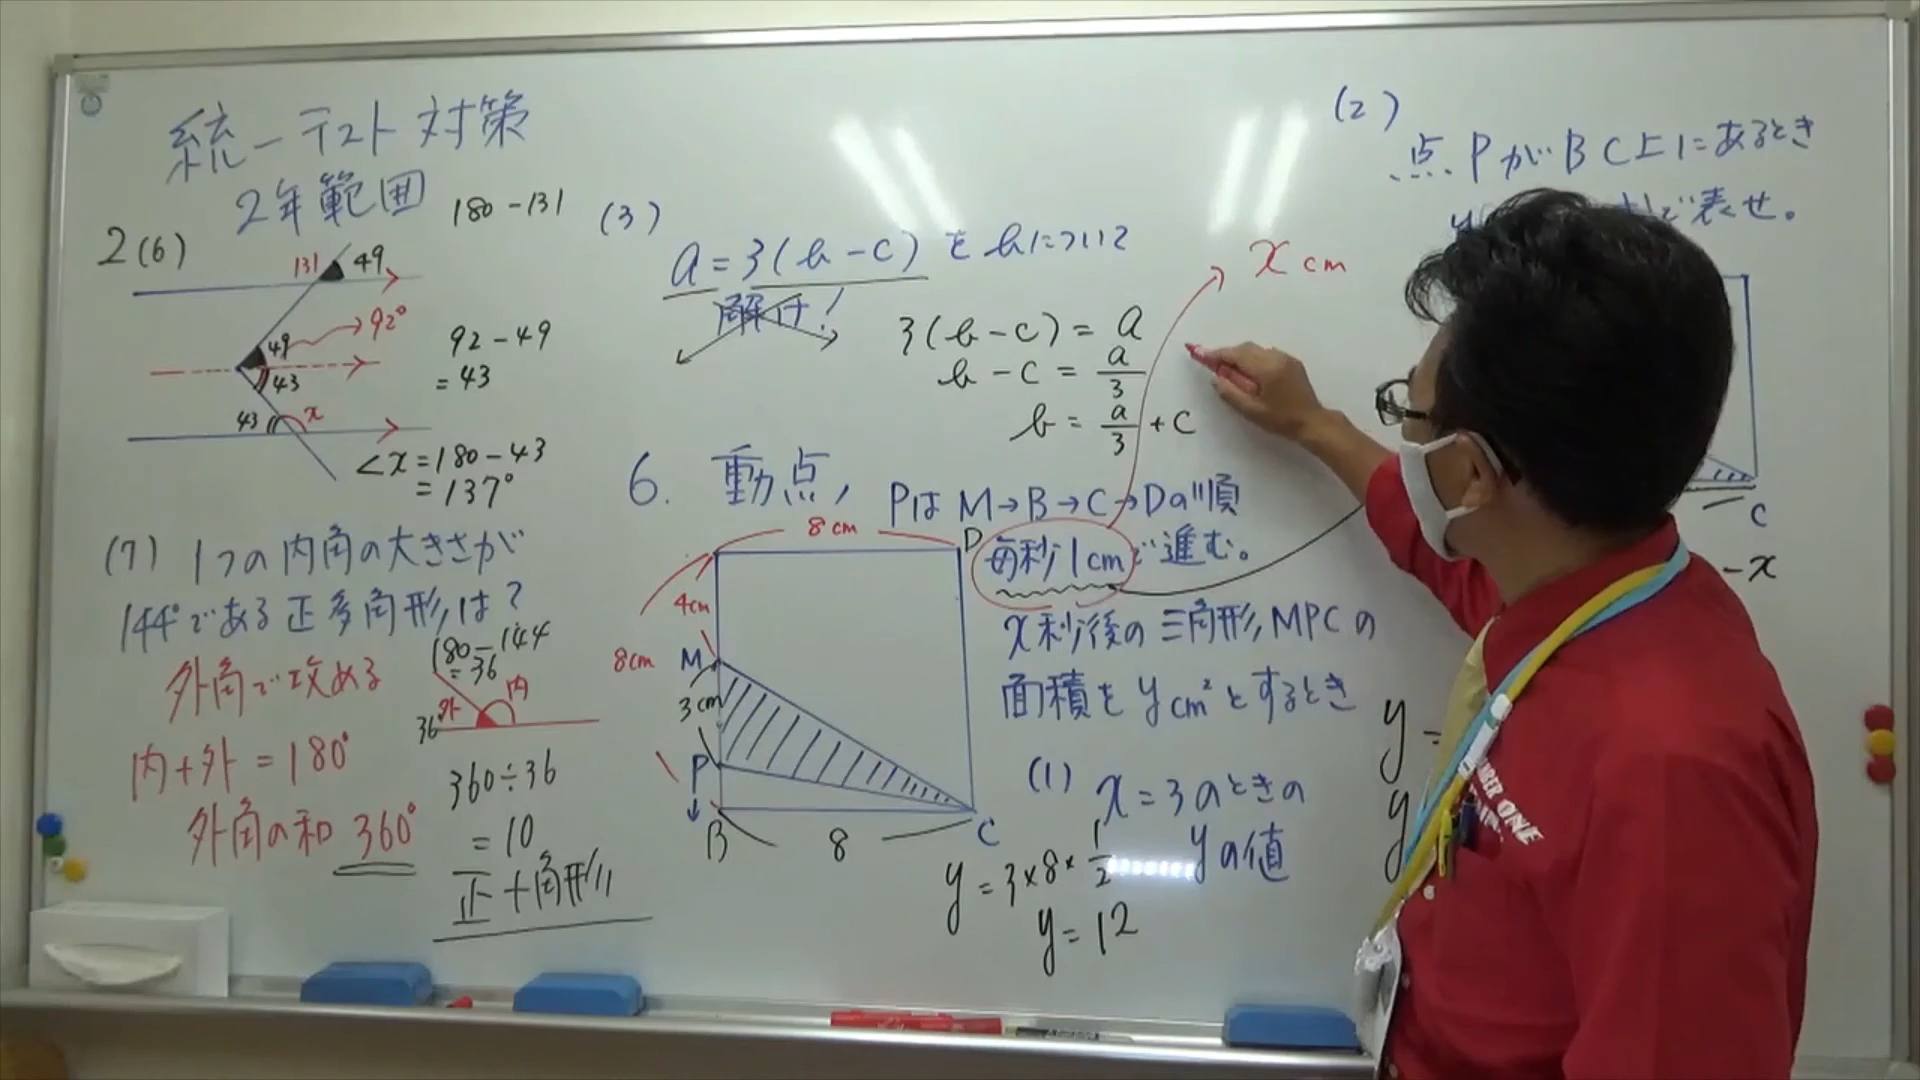 統一テスト対策
2年範囲
2(6)
131
49
92°
49
43
43
x
180-131
92-49
=43
∠x=180-43
=137°
(7) 1つの内角の大きさが
144°である正多角形は?
外角で攻める
内+外=180°
外角の和 360°
180-144
=36
外
内
36°
360÷36
=10
正十角形
(3)
a=3(b-c)をbについて
解け!
3(b-c)=a
b-c=a/3
b=a/3+c
6. 動点
PはM→B→C→Dの順
毎秒1cmで進む。
x秒後の三角形MPCの
面積をycm²とするとき
8cm
D
4cm
8cm
M
3cm
P
B
8
C
(1) x=3のときの
yの値
y=3×8×1/2
y=12
x cm
(2)
点PがBC上にあるとき
で表せ。
C
-x
y=
y
NUMBER ONE